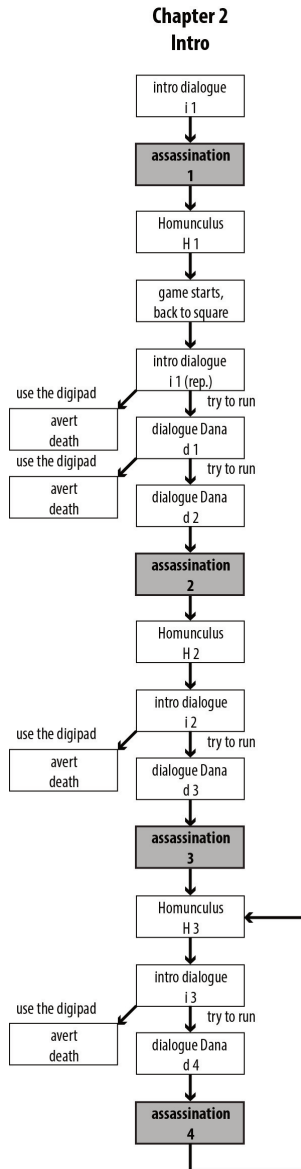 Chapter 2
Intro
intro dialogue
i 1
assassination
1
Homunculus
H 1
game starts,
back to square
intro dialogue
i 1 (rep.)
use the digipad
try to run
avert
death
dialogue Dana
d 1
use the digipad
try to run
avert
death
dialogue Dana
d 2
assassination
2
Homunculus
H 2
intro dialogue
i 2
use the digipad
try to run
avert
death
dialogue Dana
d 3
assassination
3
Homunculus
H 3
intro dialogue
i 3
use the digipad
try to run
avert
death
dialogue Dana
d 4
assassination
4